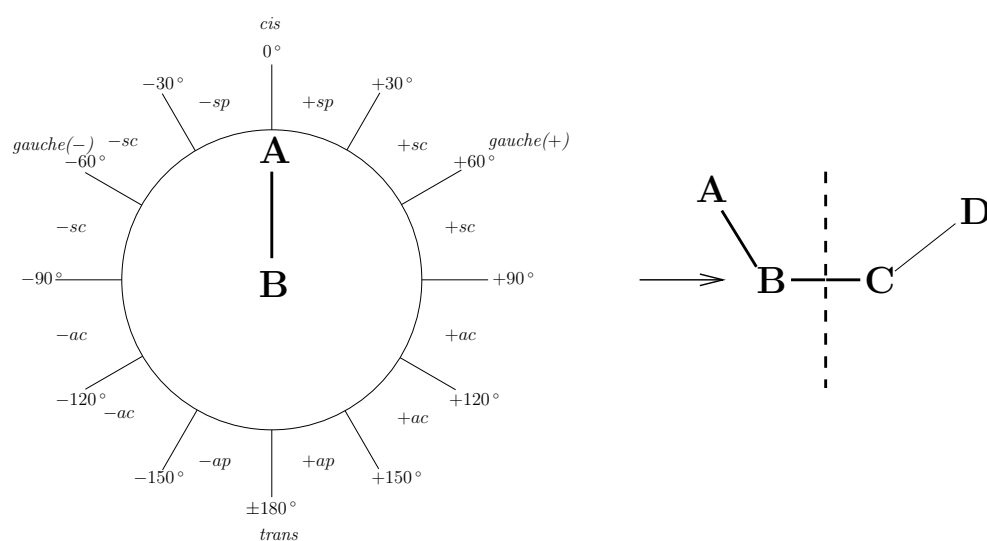 cis
0°
−30°
+30°
−sp
+sp
gauche(−)
−sc
+sc
gauche(+)
−60°
+60°
A
−sc
+sc
−90°
B
+90°
−ac
+ac
−120°
+120°
−ac
+ac
−150°
−ap
+ap
+150°
±180°
trans
A
D
B
C